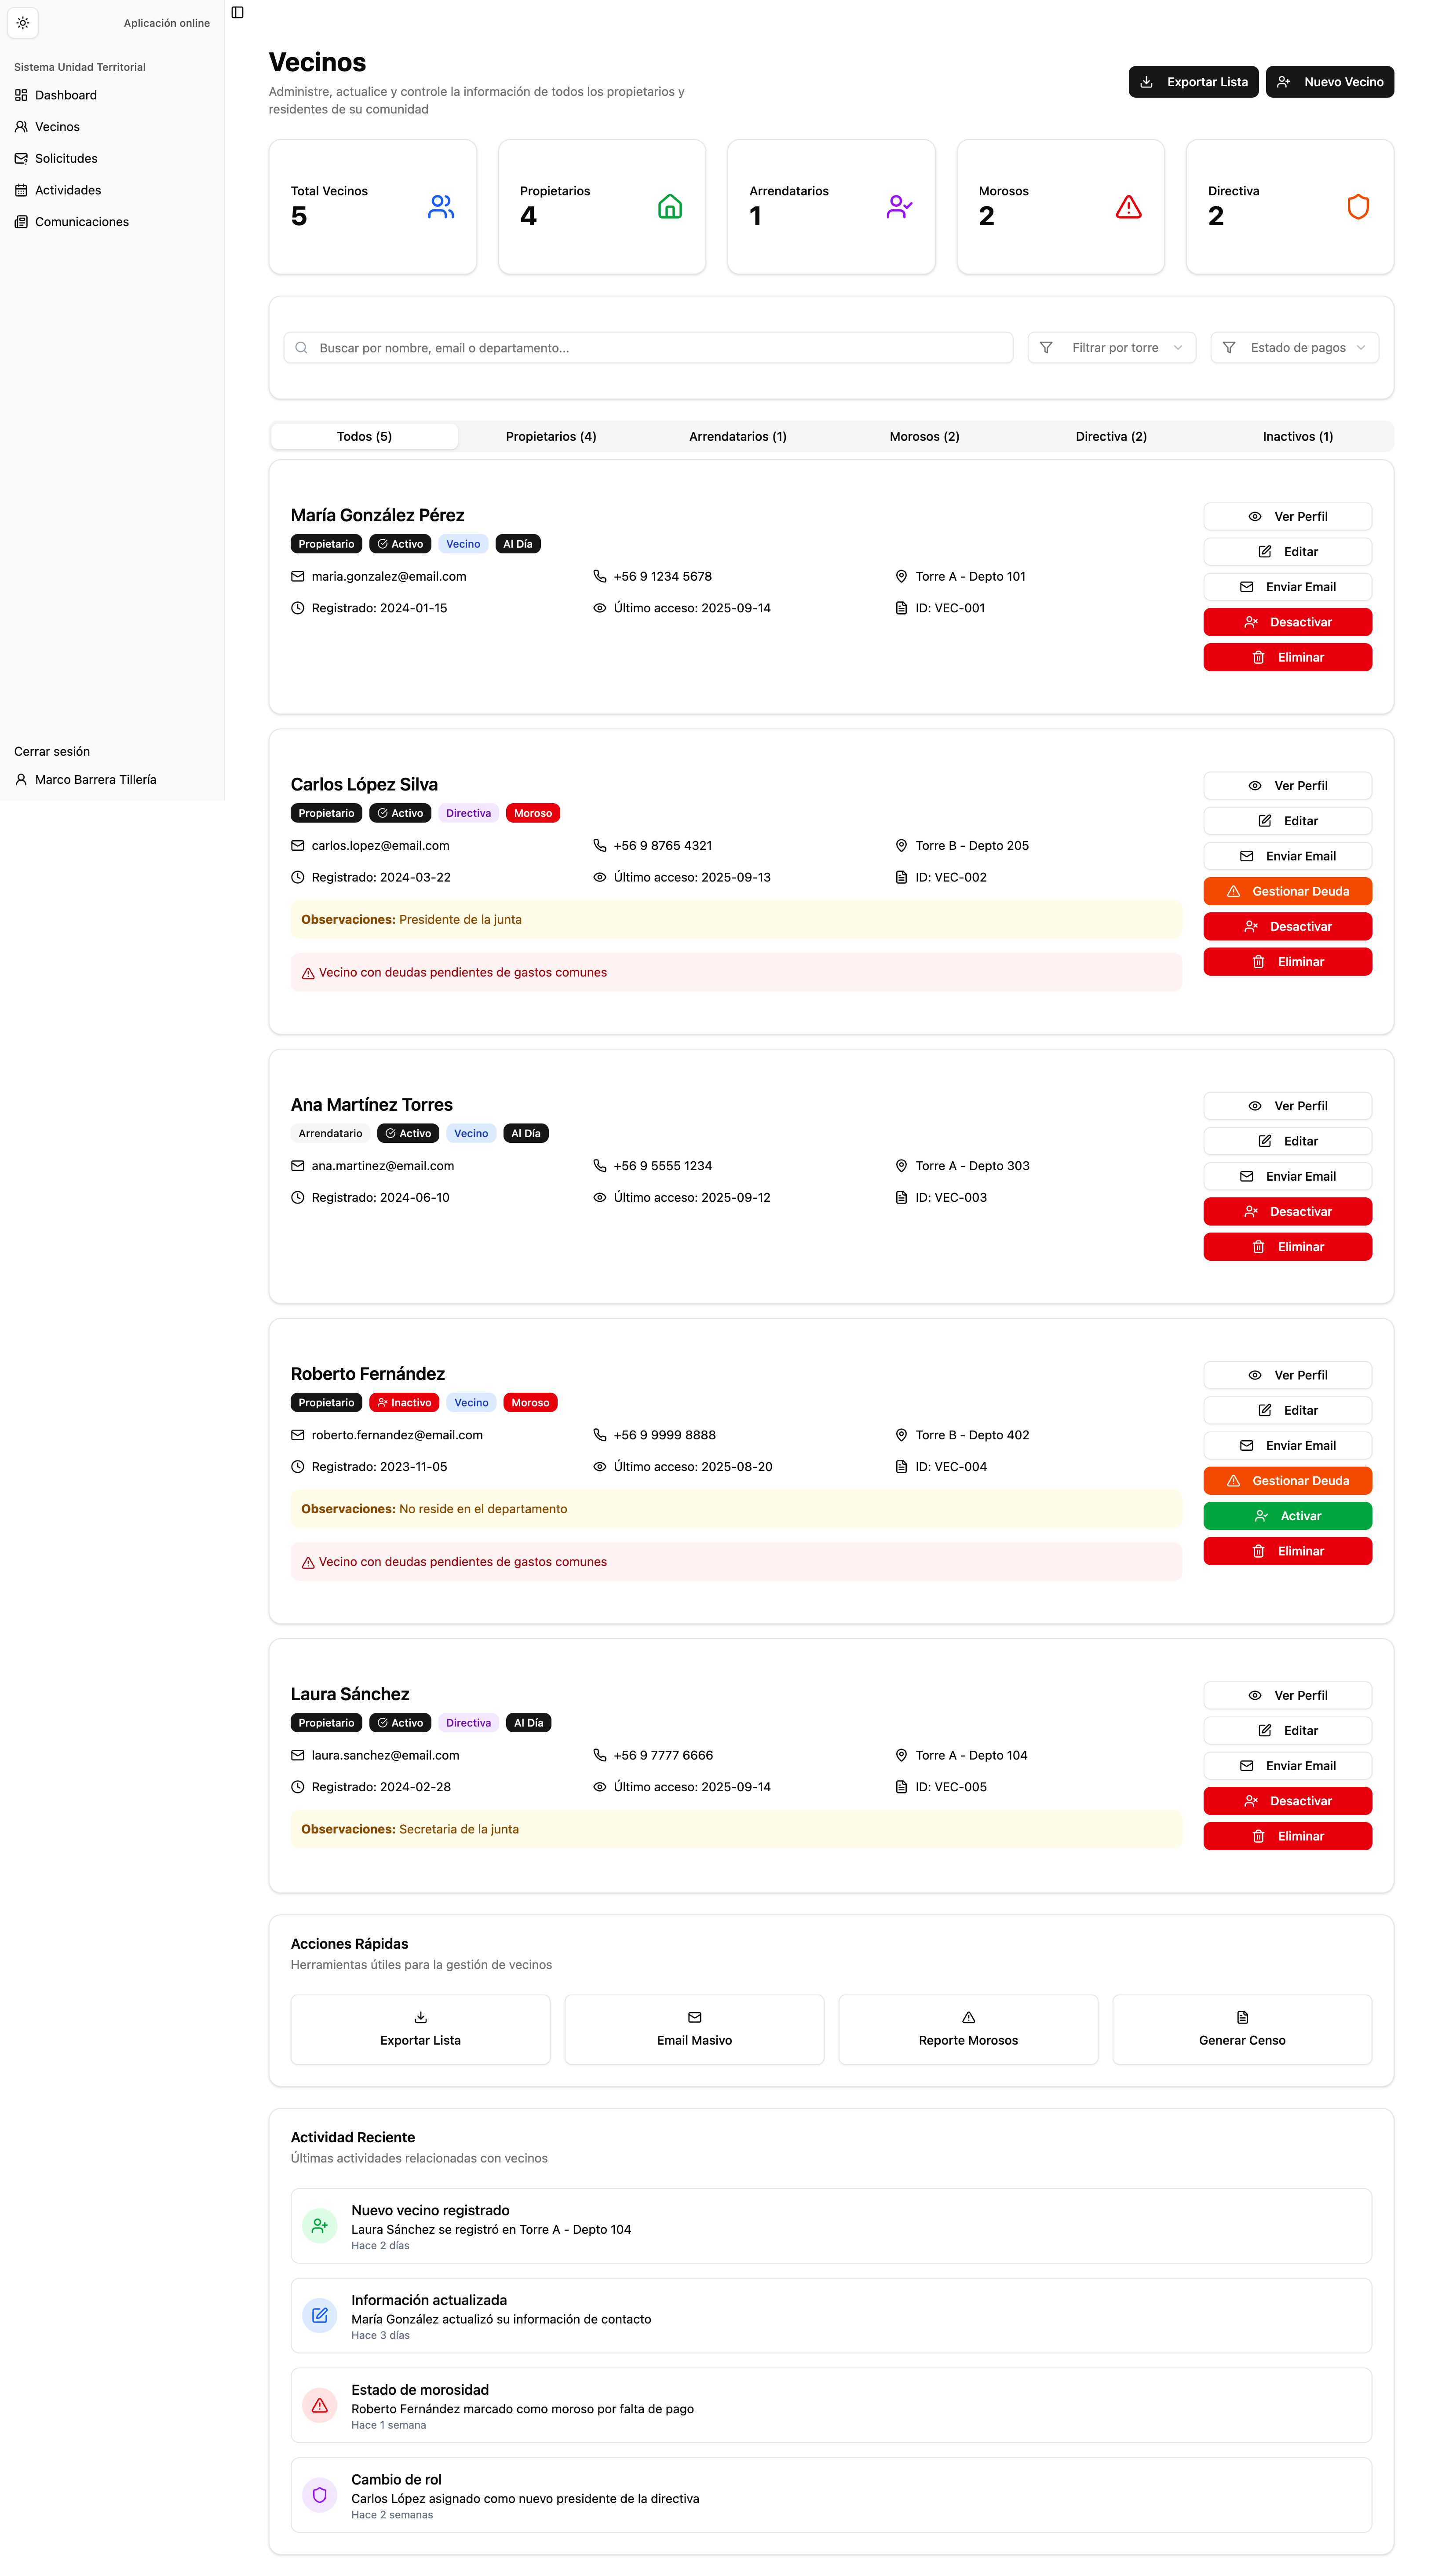 Aplicación online
Sistema Unidad Territorial
Dashboard
Vecinos
Solicitudes
Actividades
Comunicaciones
Cerrar sesión
Marco Barrera Tillería
Vecinos
Administre, actualice y controle la información de todos los propietarios y
residentes de su comunidad
Exportar Lista
Nuevo Vecino
Total Vecinos
5
Propietarios
4
Arrendatarios
1
Morosos
2
Directiva
2
Buscar por nombre, email o departamento...
Filtrar por torre
Estado de pagos
Todos (5)
Propietarios (4)
Arrendatarios (1)
Morosos (2)
Directiva (2)
Inactivos (1)
María González Pérez
Propietario
Activo
Vecino
Al Día
maria.gonzalez@email.com
+56 9 1234 5678
Torre A - Depto 101
Registrado: 2024-01-15
Último acceso: 2025-09-14
ID: VEC-001
Ver Perfil
Editar
Enviar Email
Desactivar
Eliminar
Carlos López Silva
Propietario
Activo
Directiva
Moroso
carlos.lopez@email.com
+56 9 8765 4321
Torre B - Depto 205
Registrado: 2024-03-22
Último acceso: 2025-09-13
ID: VEC-002
Observaciones: Presidente de la junta
Vecino con deudas pendientes de gastos comunes
Ver Perfil
Editar
Enviar Email
Gestionar Deuda
Desactivar
Eliminar
Ana Martínez Torres
Arrendatario
Activo
Vecino
Al Día
ana.martinez@email.com
+56 9 5555 1234
Torre A - Depto 303
Registrado: 2024-06-10
Último acceso: 2025-09-12
ID: VEC-003
Ver Perfil
Editar
Enviar Email
Desactivar
Eliminar
Roberto Fernández
Propietario
Inactivo
Vecino
Moroso
roberto.fernandez@email.com
+56 9 9999 8888
Torre B - Depto 402
Registrado: 2023-11-05
Último acceso: 2025-08-20
ID: VEC-004
Observaciones: No reside en el departamento
Vecino con deudas pendientes de gastos comunes
Ver Perfil
Editar
Enviar Email
Gestionar Deuda
Activar
Eliminar
Laura Sánchez
Propietario
Activo
Directiva
Al Día
laura.sanchez@email.com
+56 9 7777 6666
Torre A - Depto 104
Registrado: 2024-02-28
Último acceso: 2025-09-14
ID: VEC-005
Observaciones: Secretaria de la junta
Ver Perfil
Editar
Enviar Email
Desactivar
Eliminar
Acciones Rápidas
Herramientas útiles para la gestión de vecinos
Exportar Lista
Email Masivo
Reporte Morosos
Generar Censo
Actividad Reciente
Últimas actividades relacionadas con vecinos
Nuevo vecino registrado
Laura Sánchez se registró en Torre A - Depto 104
Hace 2 días
Información actualizada
María González actualizó su información de contacto
Hace 3 días
Estado de morosidad
Roberto Fernández marcado como moroso por falta de pago
Hace 1 semana
Cambio de rol
Carlos López asignado como nuevo presidente de la directiva
Hace 2 semanas